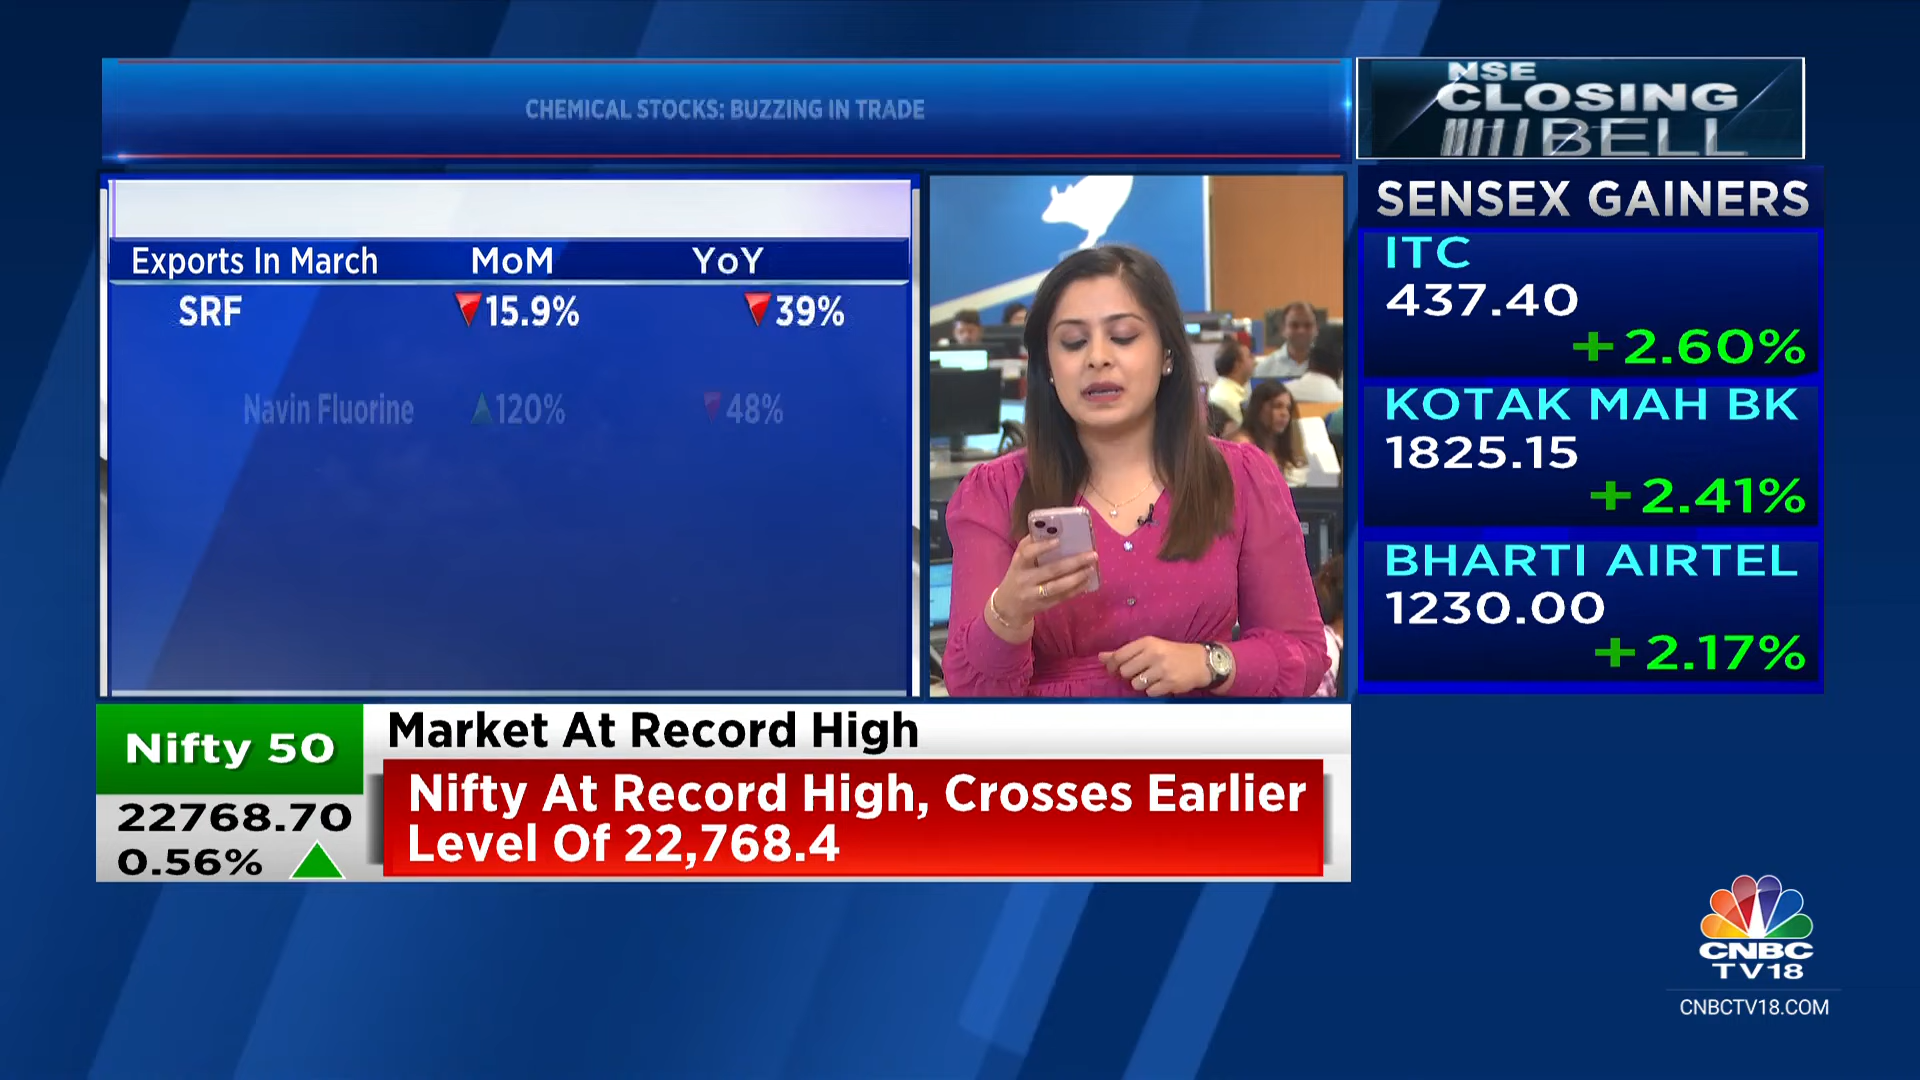 CHEMICAL STOCKS: BUZZING IN TRADE
NSE
CLOSING
BELL
Exports In March MoM YoY
SRF ▼15.9% ▼39%
Navin Fluorine ▲120% ▼48%
SENSEX GAINERS
ITC
437.40
+2.60%
KOTAK MAH BK
1825.15
+2.41%
BHARTI AIRTEL
1230.00
+2.17%
Nifty 50
22768.70
0.56% ▲
Market At Record High
Nifty At Record High, Crosses Earlier
Level Of 22,768.4
CNBC
TV18
CNBCTV18.COM